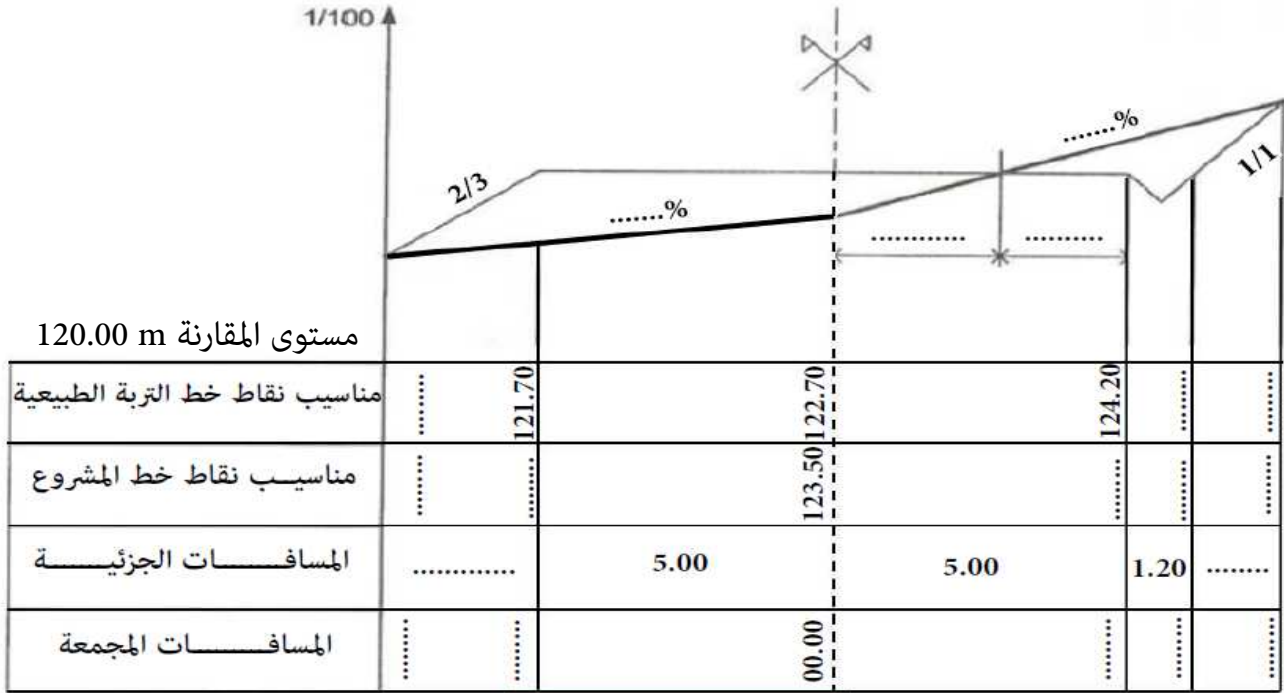 1/100
.......%
2/3
1/1
.......%
............ ..........
مستوى المقارنة 120.00 m
مناسيب نقاط خط التربة الطبيعية ........ 121.70 122.70 124.20 ........ ........
مناسيب نقاط خط المشروع ........ ........ 123.50 ........ ........ ........
المسافات الجزئية ............. 5.00 5.00 1.20 ........
المسافات المجمعة ........ ........ 00.00 ........ ........ ........